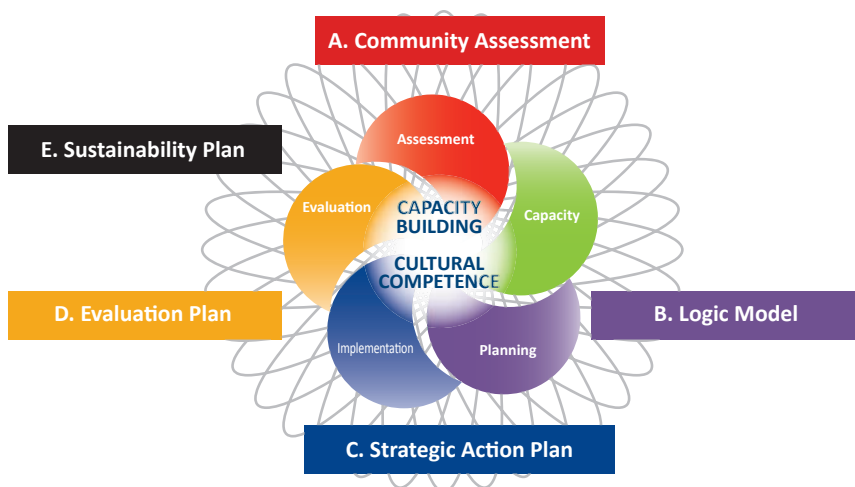 A. Community Assessment
E. Sustainability Plan
Assessment
Evaluation
Capacity
CAPACITY
BUILDING
CULTURAL
COMPETENCE
D. Evaluation Plan
B. Logic Model
Implementation
Planning
C. Strategic Action Plan